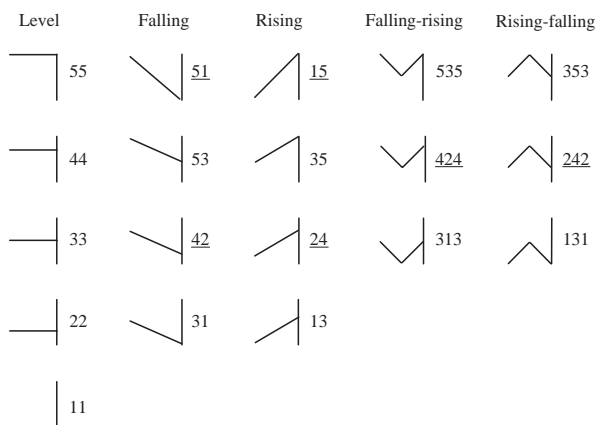 Level Falling Rising Falling-rising Rising-falling
55 51 15 535 353
44 53 35 424 242
33 42 24 313 131
22 31 13
11